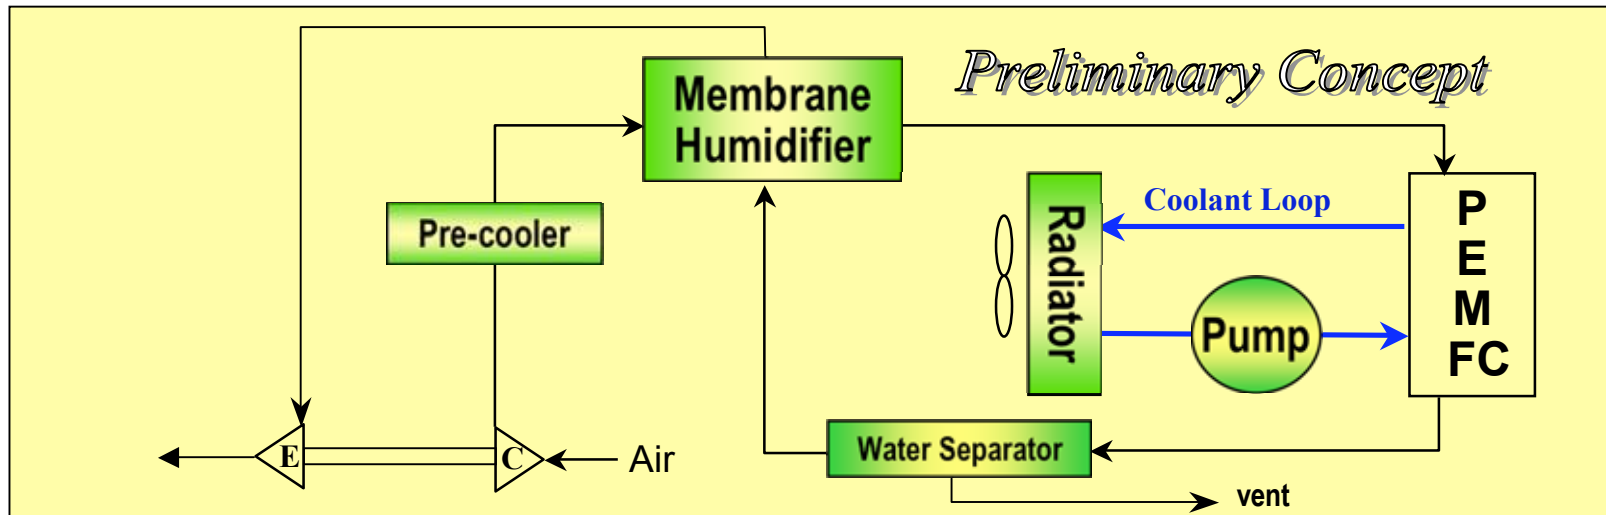 Preliminary Concept
Membrane
Humidifier
Pre-cooler
Radiator
Coolant Loop
Pump
P
E
M
FC
Water Separator
vent
E
C
Air